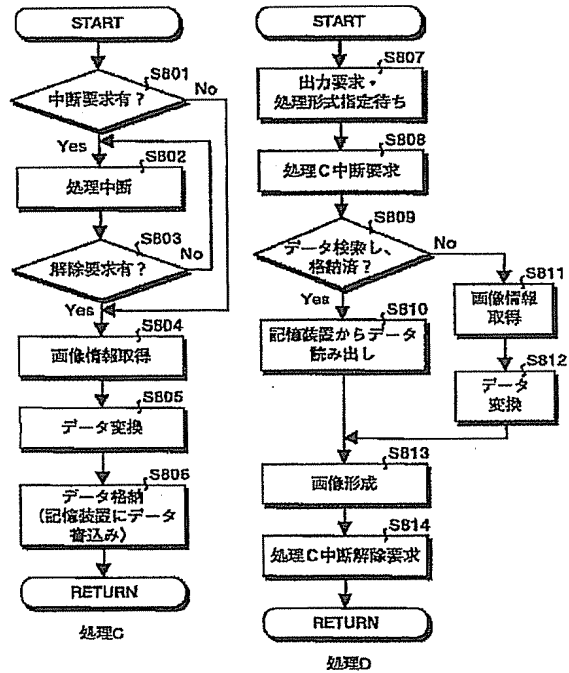 START
S801
中断要求有？
No
Yes
S802
処理中断
S803
解除要求有？
No
Yes
S804
画像情報取得
S805
データ変換
S806
データ格納
（記憶装置にデータ
書込み）
RETURN
処理C
START
S807
出力要求・
処理形式指定待ち
S808
処理C中断要求
S809
データ検索し、
格納済？
No
Yes
S810
記憶装置からデータ
読み出し
S811
画像情報
取得
S812
データ
変換
S813
画像形成
S814
処理C中断解除要求
RETURN
処理D